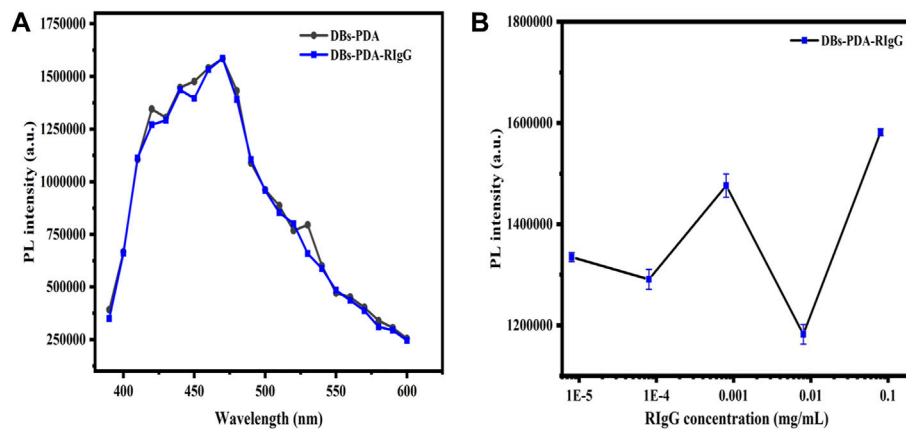 A
DBs-PDA
DBs-PDA-RIgG
PL intensity (a.u.)
1750000
1500000
1250000
1000000
750000
500000
250000
400
450
500
550
600
Wavelength (nm)
B
DBs-PDA-RIgG
PL intensity (a.u.)
1800000
1600000
1400000
1200000
1E-5
1E-4
0.001
0.01
0.1
RIgG concentration (mg/mL)